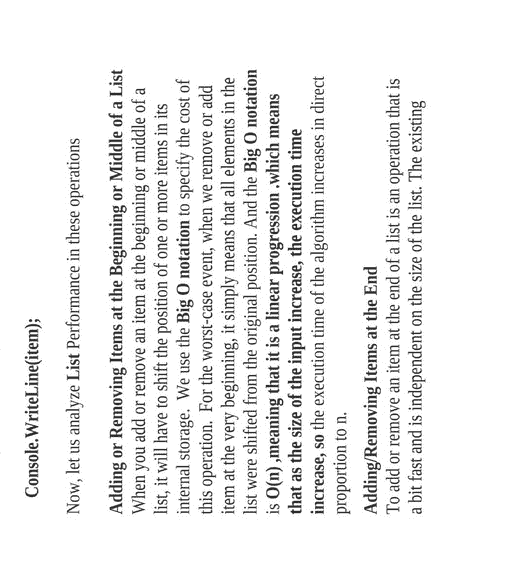 Console.WriteLine(item);
Now, let us analyze List Performance in these operations
Adding or Removing Items at the Beginning or Middle of a List
When you add or remove an item at the beginning or middle of a
list, it will have to shift the position of one or more items in its
internal storage.  We use the Big O notation to specify the cost of
this operation.  For the worst-case event, when we remove or add
item at the very beginning, it simply means that all elements in the
list were shifted from the original position. And the Big O notation
is O(n) ,meaning that it is a linear progression .which means
that as the size of the input increase, the execution time
increase, so the execution time of the algorithm increases in direct
proportion to n.
Adding/Removing Items at the End
To add or remove an item at the end of a list is an operation that is
a bit fast and is independent on the size of the list. The existing